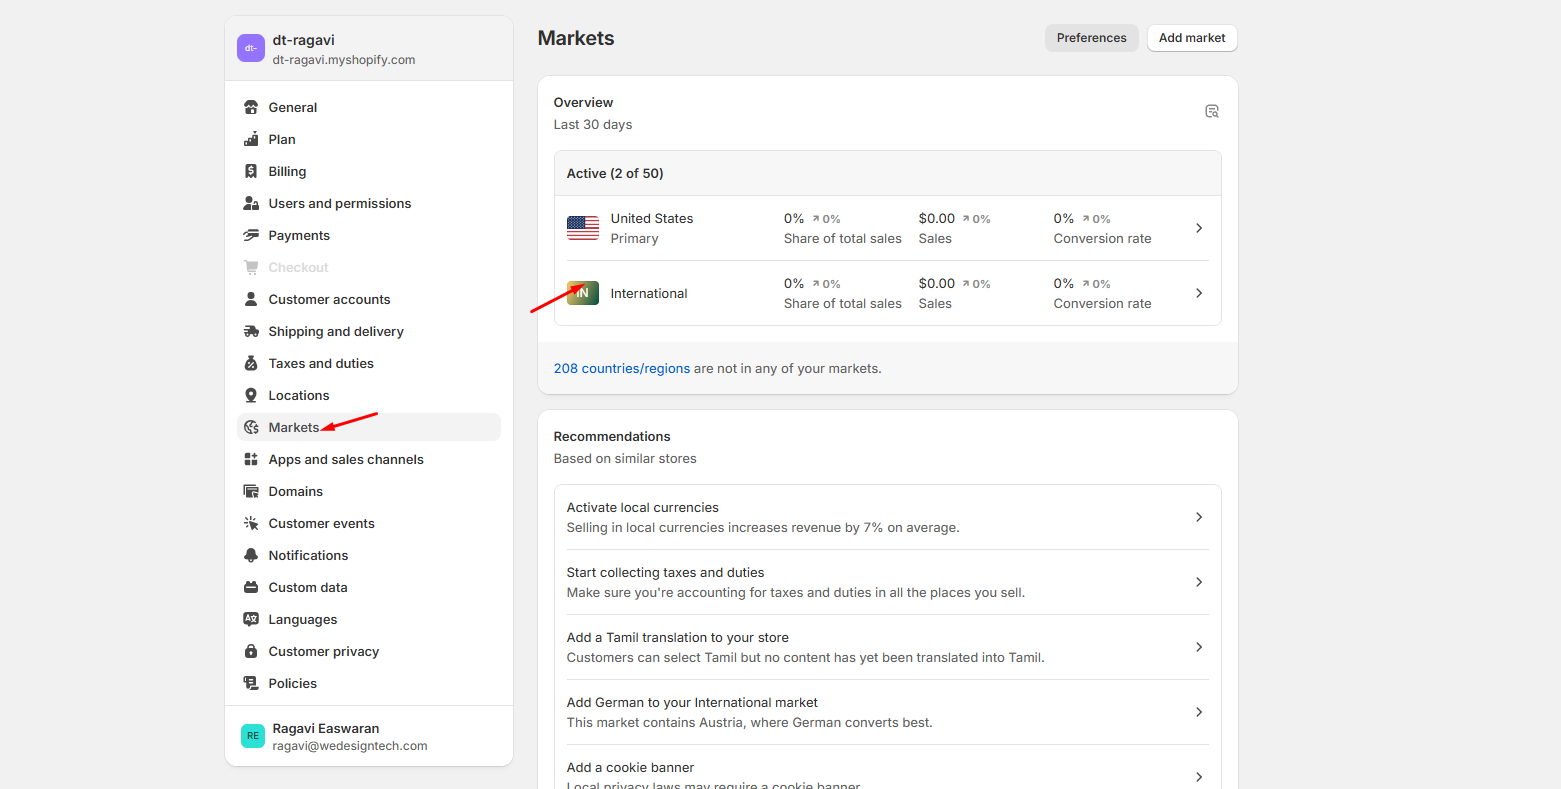 dt-
dt-ragavi
dt-ragavi.myshopify.com
General
Plan
Billing
Users and permissions
Payments
Checkout
Customer accounts
Shipping and delivery
Taxes and duties
Locations
Markets
Apps and sales channels
Domains
Customer events
Notifications
Custom data
Languages
Customer privacy
Policies
RE
Ragavi Easwaran
ragavi@wedesigntech.com
Markets
Preferences
Add market
Overview
Last 30 days
Active (2 of 50)
United States
Primary
0% 0%
Share of total sales
$0.00 0%
Sales
0% 0%
Conversion rate
IN
International
0% 0%
Share of total sales
$0.00 0%
Sales
0% 0%
Conversion rate
208 countries/regions are not in any of your markets.
Recommendations
Based on similar stores
Activate local currencies
Selling in local currencies increases revenue by 7% on average.
Start collecting taxes and duties
Make sure you're accounting for taxes and duties in all the places you sell.
Add a Tamil translation to your store
Customers can select Tamil but no content has yet been translated into Tamil.
Add German to your International market
This market contains Austria, where German converts best.
Add a cookie banner
Local privacy laws may require a cookie banner